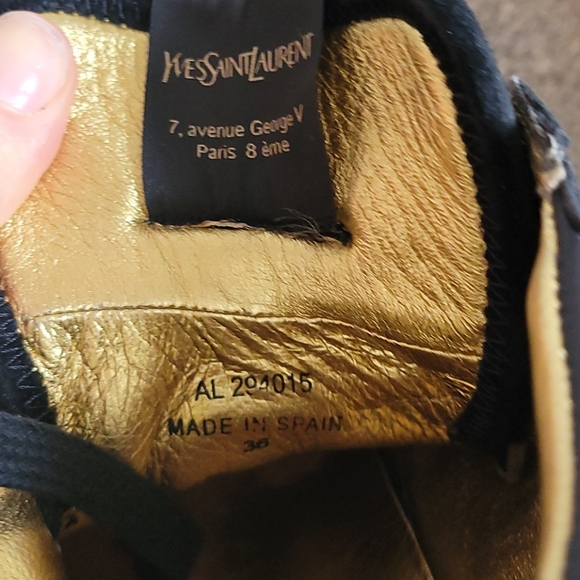 YVESSAINTLAURENT
7, avenue George V
Paris 8 ème
AL 294015
MADE IN SPAIN
36